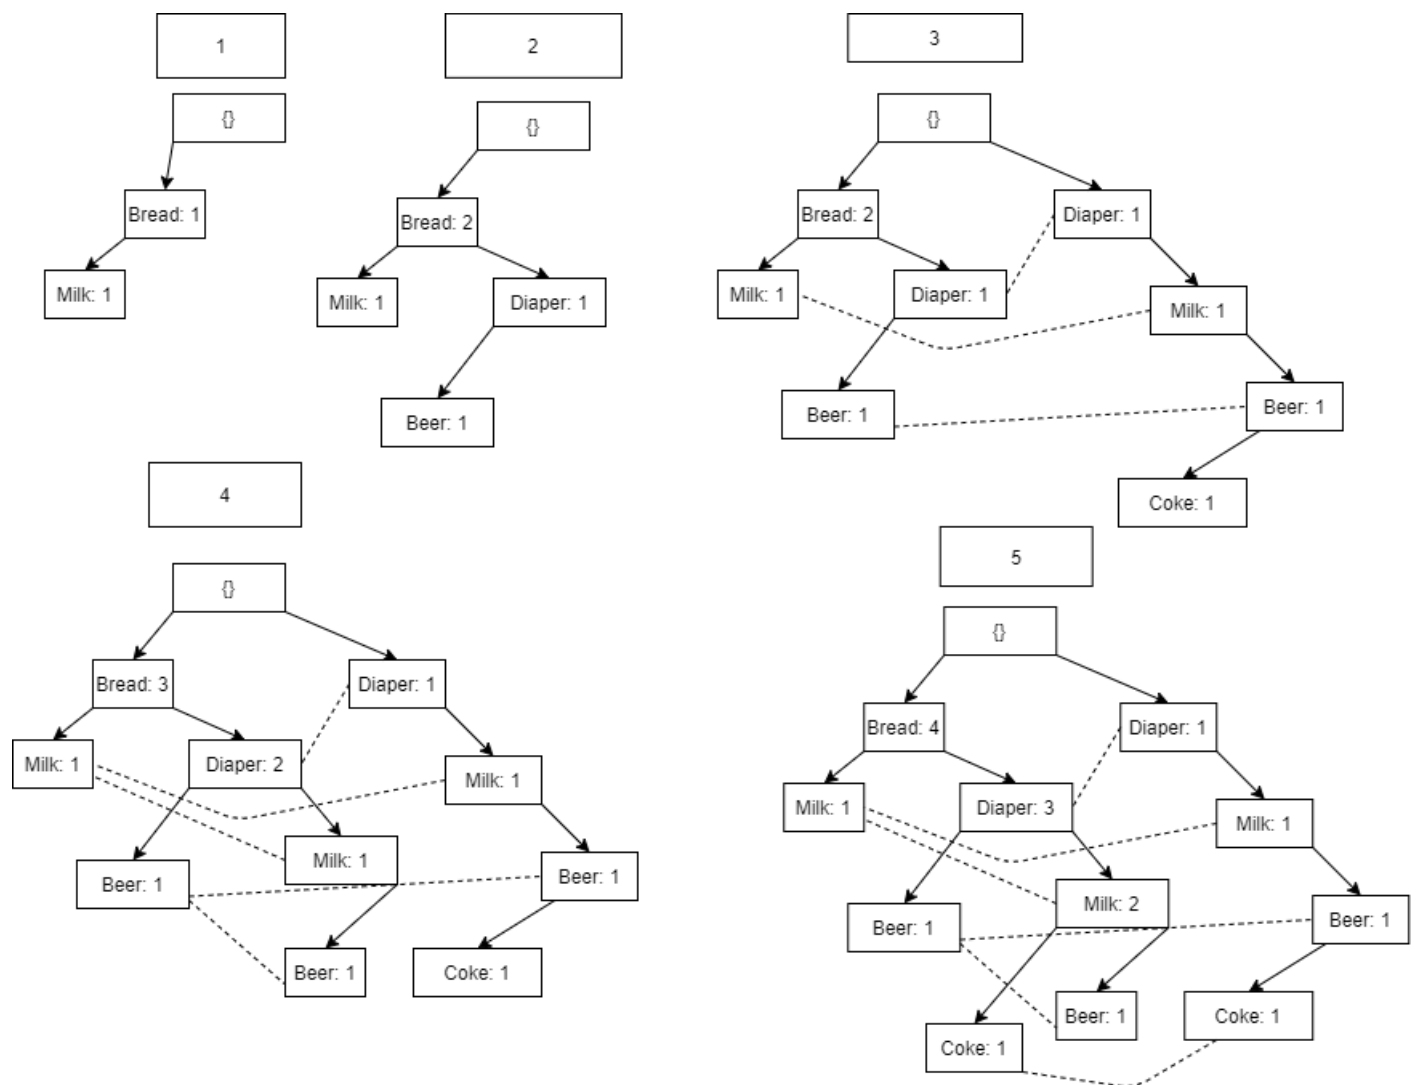 1
{}
Bread: 1
Milk: 1
2
{}
Bread: 2
Milk: 1
Diaper: 1
Beer: 1
3
{}
Bread: 2
Diaper: 1
Milk: 1
Diaper: 1
Milk: 1
Beer: 1
Beer: 1
Coke: 1
4
{}
Bread: 3
Diaper: 1
Milk: 1
Diaper: 2
Milk: 1
Beer: 1
Milk: 1
Beer: 1
Beer: 1
Coke: 1
5
{}
Bread: 4
Diaper: 1
Milk: 1
Diaper: 3
Milk: 1
Beer: 1
Milk: 2
Beer: 1
Coke: 1
Beer: 1
Coke: 1